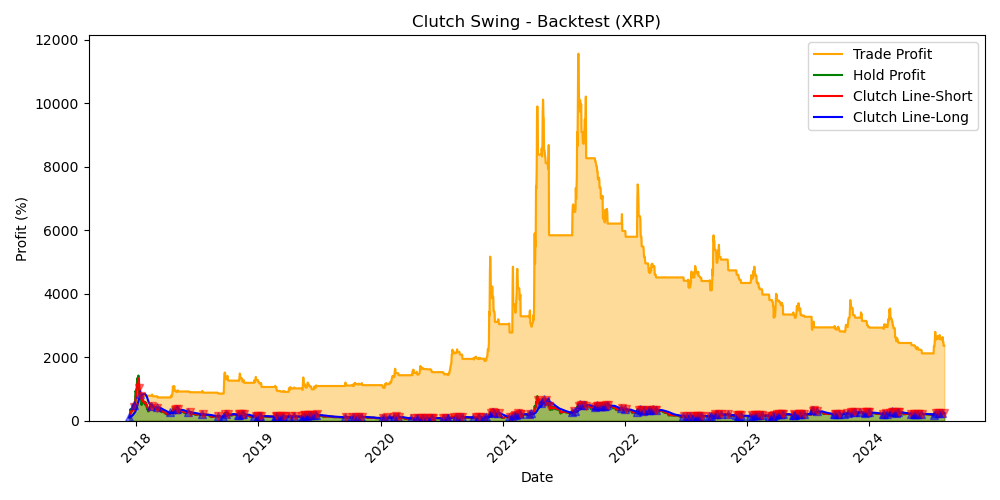 Clutch Swing - Backtest (XRP)
Trade Profit
Hold Profit
Clutch Line-Short
Clutch Line-Long
Profit (%)
12000
10000
8000
6000
4000
2000
0
2018
2019
2020
2021
2022
2023
2024
Date